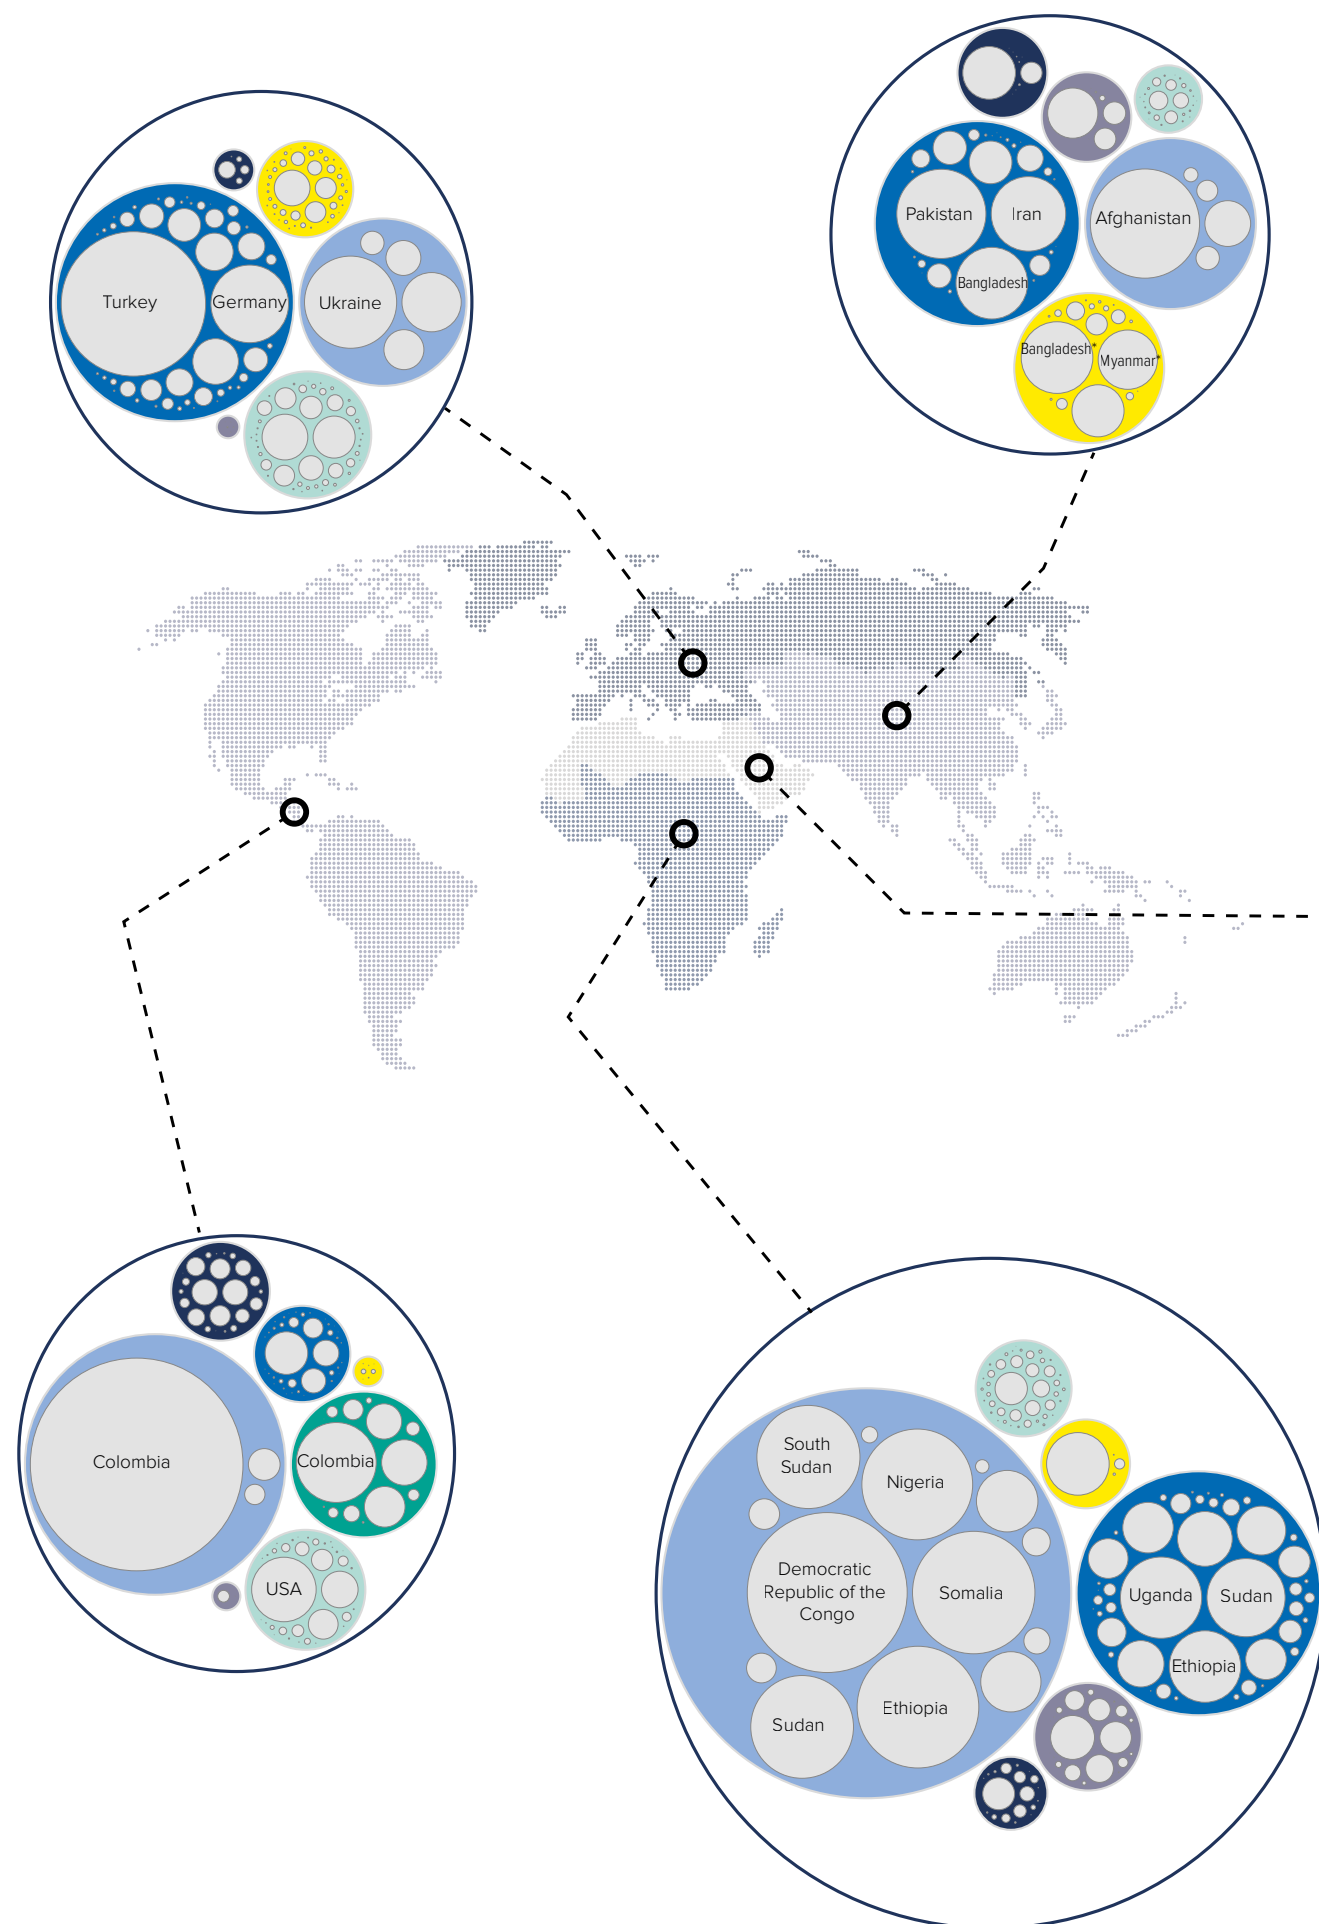 Turkey
Germany
Ukraine
Pakistan
Iran
Bangladesh
Afghanistan
Bangladesh*
Myanmar*
Colombia
Colombia
USA
South
Sudan
Nigeria
Democratic
Republic of the
Congo
Somalia
Sudan
Ethiopia
Uganda
Sudan
Ethiopia